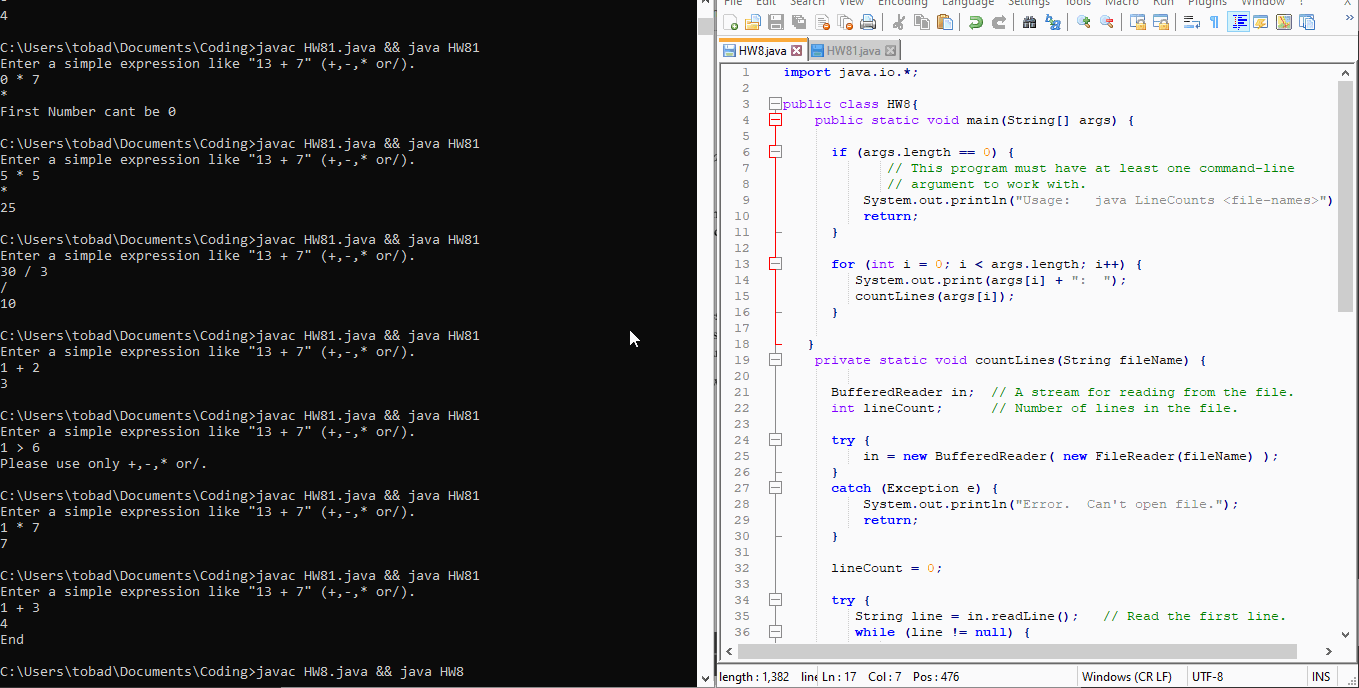 4
C:\Users\tobad\Documents\Coding>javac HW81.java && java HW81
Enter a simple expression like "13 + 7" (+,-,* or/).
0 * 7
*
First Number cant be 0
C:\Users\tobad\Documents\Coding>javac HW81.java && java HW81
Enter a simple expression like "13 + 7" (+,-,* or/).
5 * 5
*
25
C:\Users\tobad\Documents\Coding>javac HW81.java && java HW81
Enter a simple expression like "13 + 7" (+,-,* or/).
30 / 3
/
10
C:\Users\tobad\Documents\Coding>javac HW81.java && java HW81
Enter a simple expression like "13 + 7" (+,-,* or/).
1 + 2
3
C:\Users\tobad\Documents\Coding>javac HW81.java && java HW81
Enter a simple expression like "13 + 7" (+,-,* or/).
1 > 6
Please use only +,-,* or/.
C:\Users\tobad\Documents\Coding>javac HW81.java && java HW81
Enter a simple expression like "13 + 7" (+,-,* or/).
1 * 7
7
C:\Users\tobad\Documents\Coding>javac HW81.java && java HW81
Enter a simple expression like "13 + 7" (+,-,* or/).
1 + 3
4
End
C:\Users\tobad\Documents\Coding>javac HW8.java && java HW8
File Edit Search View Encoding Language Settings Tools Macro Run Plugins Window ? X
HW8.java HW81.java
1 import java.io.*;
2
3 public class HW8{
4 public static void main(String[] args) {
5
6 if (args.length == 0) {
7 // This program must have at least one command-line
8 // argument to work with.
9 System.out.println("Usage:   java LineCounts <file-names>")
10 return;
11 }
12
13 for (int i = 0; i < args.length; i++) {
14 System.out.print(args[i] + ":  ");
15 countLines(args[i]);
16 }
17
18 }
19 private static void countLines(String fileName) {
20
21 BufferedReader in;  // A stream for reading from the file.
22 int lineCount;      // Number of lines in the file.
23
24 try {
25 in = new BufferedReader( new FileReader(fileName) );
26 }
27 catch (Exception e) {
28 System.out.println("Error.  Can't open file.");
29 return;
30 }
31
32 lineCount = 0;
33
34 try {
35 String line = in.readLine();   // Read the first line.
36 while (line != null) {
length : 1,382 line Ln : 17 Col : 7 Pos : 476 Windows (CR LF) UTF-8 INS